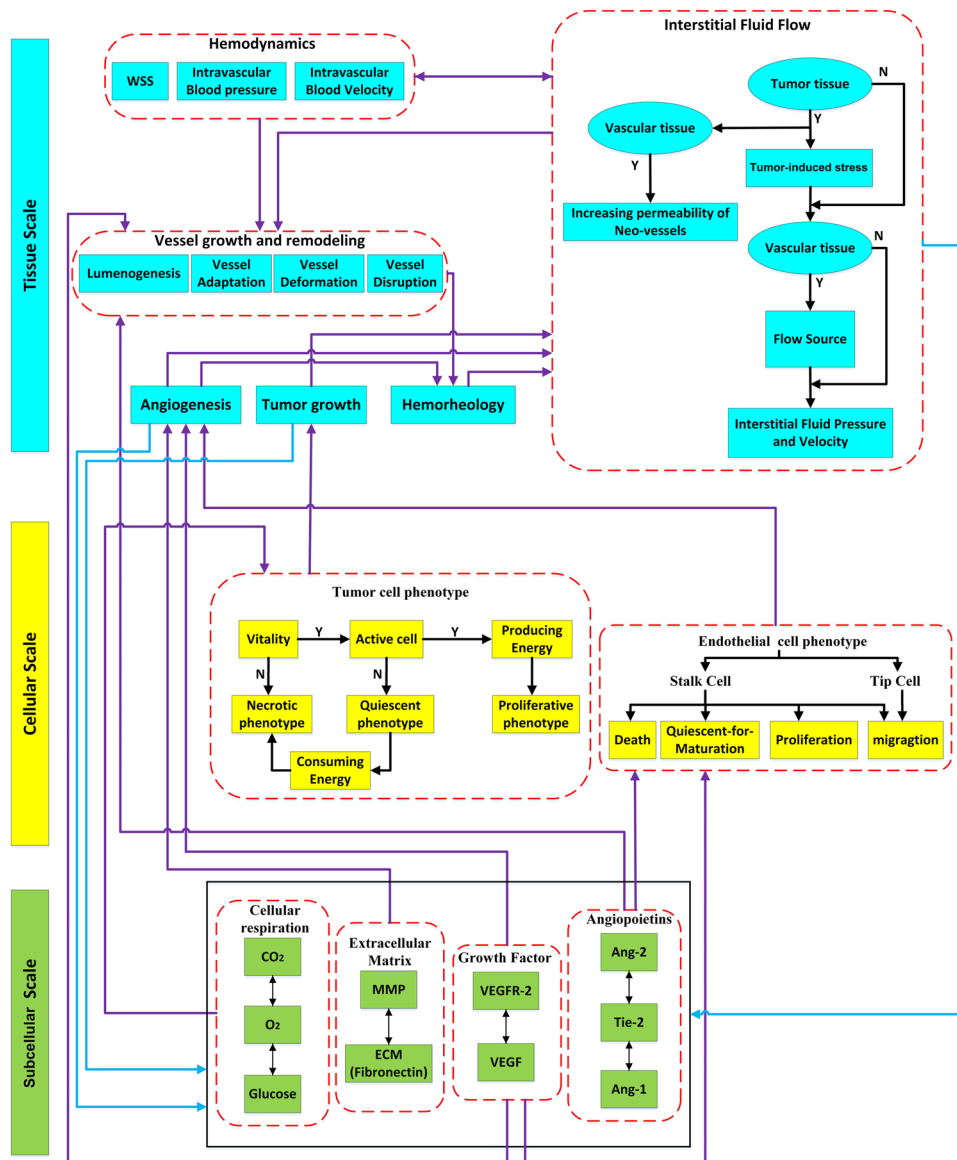 Tissue Scale
Hemodynamics
WSS
Intravascular
Blood pressure
Intravascular
Blood Velocity
Interstitial Fluid Flow
Tumor tissue
N
Y
Vascular tissue
Y
Tumor-induced stress
Increasing permeability of
Neo-vessels
Vascular tissue
N
Y
Flow Source
Interstitial Fluid Pressure
and Velocity
Vessel growth and remodeling
Lumenogenesis
Vessel
Adaptation
Vessel
Deformation
Vessel
Disruption
Angiogenesis
Tumor growth
Hemorheology
Cellular Scale
Tumor cell phenotype
Vitality
Y
Active cell
Y
Producing
Energy
N
N
Necrotic
phenotype
Quiescent
phenotype
Proliferative
phenotype
Consuming
Energy
Endothelial cell phenotype
Stalk Cell
Tip Cell
Death
Quiescent-for-
Maturation
Proliferation
migragtion
Subcellular Scale
Cellular
respiration
CO₂
O₂
Glucose
Extracellular
Matrix
MMP
ECM
(Fibronectin)
Growth Factor
VEGFR-2
VEGF
Angiopoietins
Ang-2
Tie-2
Ang-1